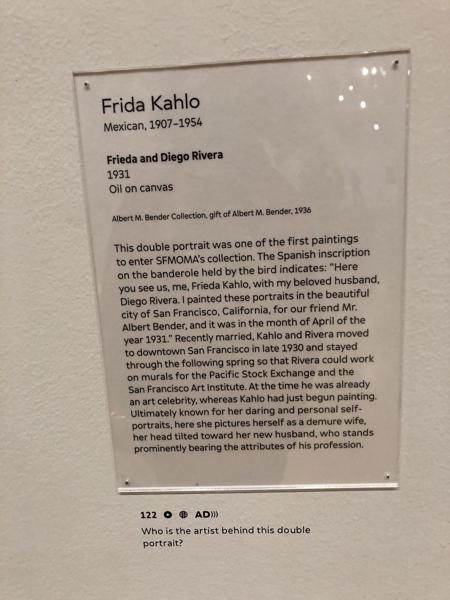 Frida Kahlo
Mexican, 1907–1954
Frieda and Diego Rivera
1931
Oil on canvas
Albert M. Bender Collection, gift of Albert M. Bender, 1936
This double portrait was one of the first paintings
to enter SFMOMA's collection. The Spanish inscription
on the banderole held by the bird indicates: "Here
you see us, me, Frieda Kahlo, with my beloved husband,
Diego Rivera. I painted these portraits in the beautiful
city of San Francisco, California, for our friend Mr.
Albert Bender, and it was in the month of April of the
year 1931." Recently married, Kahlo and Rivera moved
to downtown San Francisco in late 1930 and stayed
through the following spring so that Rivera could work
on murals for the Pacific Stock Exchange and the
San Francisco Art Institute. At the time he was already
an art celebrity, whereas Kahlo had just begun painting.
Ultimately known for her daring and personal self-
portraits, here she pictures herself as a demure wife,
her head tilted toward her new husband, who stands
prominently bearing the attributes of his profession.
122 AD)))
Who is the artist behind this double
portrait?